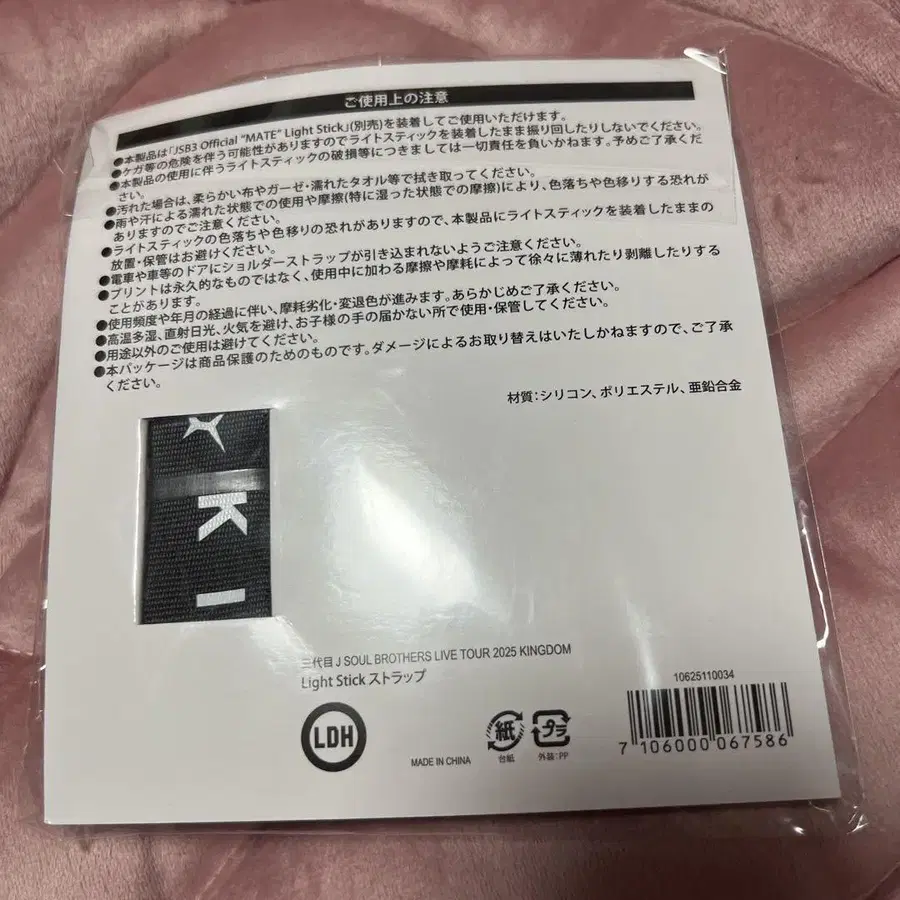 ご使用上の注意
●本製品は「JSB3 Official "MATE" Light Stick」(別売)を装着してご使用いただけます。
●ケガ等の危険を伴う可能性がありますのでライトスティックを装着したまま振り回したりしないでください。
●本製品の使用に伴うライトスティックの破損等につきましては一切責任を負いかねます。予めご了承くだ
さい。
●汚れた場合は、柔らかい布やガーゼ・濡れたタオル等で拭き取ってください。
●雨や汗による濡れた状態での使用や摩擦(特に湿った状態での摩擦)により、色落ちや色移りする恐れが
ありますのでご注意ください。
●ライトスティックの色落ちや色移りの恐れがありますので、本製品にライトスティックを装着したままの
放置・保管はお避けください。
●電車や車等のドアにショルダーストラップが引き込まれないようご注意ください。
●プリントは永久的なものではなく、使用中に加わる摩擦や摩耗によって徐々に薄れたり剥離したりする
ことがあります。
●使用頻度や年月の経過に伴い、摩耗劣化・変退色が進みます。あらかじめご了承ください。
●高温多湿、直射日光、火気を避け、お子様の手の届かない所で使用・保管してください。
●用途以外のご使用は避けてください。
●本パッケージは商品保護のためのものです。ダメージによるお取り替えはいたしかねますので、ご了承
ください。
材質：シリコン、ポリエステル、亜鉛合金
K
I
三代目 J SOUL BROTHERS LIVE TOUR 2025 KINGDOM
Light Stick ストラップ
LDH
MADE IN CHINA
紙
台紙
プラ
外装：PP
10625110034
7 106000 067586